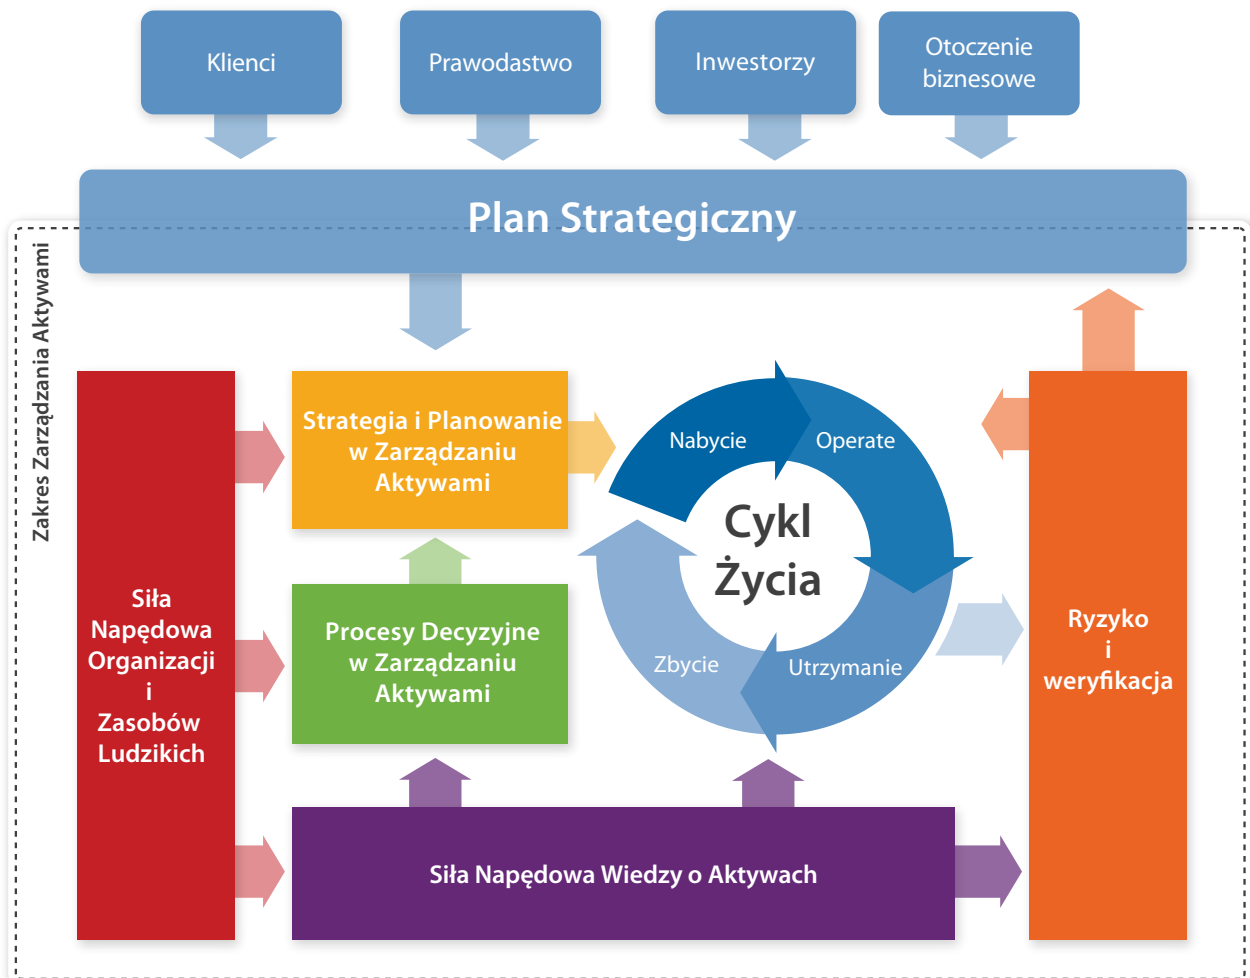 Klienci
Prawodastwo
Inwestorzy
Otoczenie
biznesowe
Plan Strategiczny
Zakres Zarządzania Aktywami
Strategia i Planowanie
w Zarządzaniu
Aktywami
Nabycie
Operate
Cykl
Życia
Siła
Napędowa
Organizacji
i
Zasobów
Ludzikich
Procesy Decyzyjne
w Zarządzaniu
Aktywami
Zbycie
Utrzymanie
Ryzyko
i
weryfikacja
Siła Napędowa Wiedzy o Aktywach